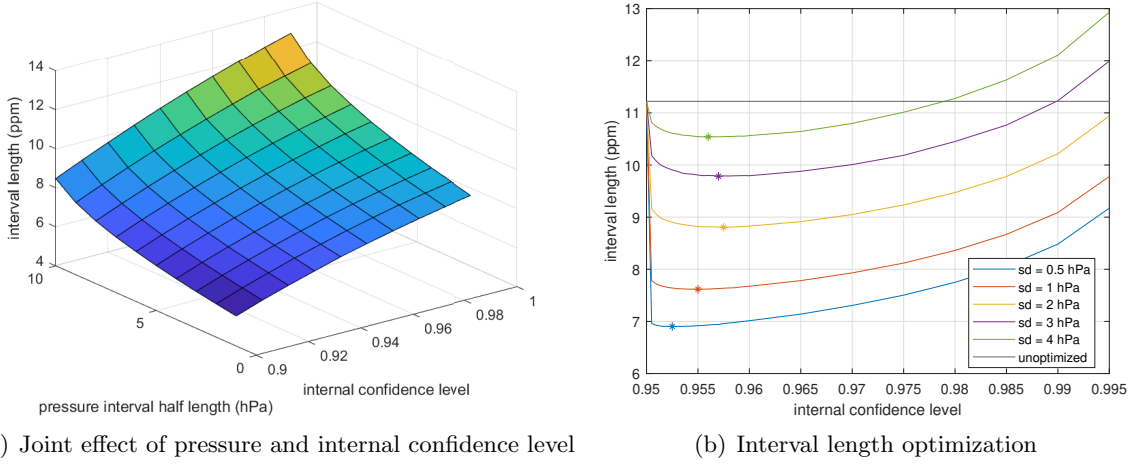 14
12
10
8
6
4
interval length (ppm)
10
5
0
pressure interval half length (hPa)
0.9
0.92
0.94
0.96
0.98
1
internal confidence level
) Joint effect of pressure and internal confidence level
13
12
11
10
9
8
7
6
interval length (ppm)
0.95
0.955
0.96
0.965
0.97
0.975
0.98
0.985
0.99
0.995
internal confidence level
sd = 0.5 hPa
sd = 1 hPa
sd = 2 hPa
sd = 3 hPa
sd = 4 hPa
unoptimized
(b) Interval length optimization